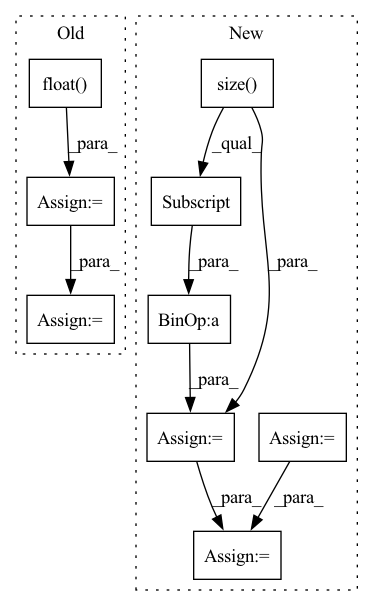 Old
New
float()
size()
_para_
_qual_
Assign:=
Subscript
_para_
_para_
_para_
Assign:=
BinOp:a
_para_
Assign:=
Assign:=
_para_
_para_
Assign:=